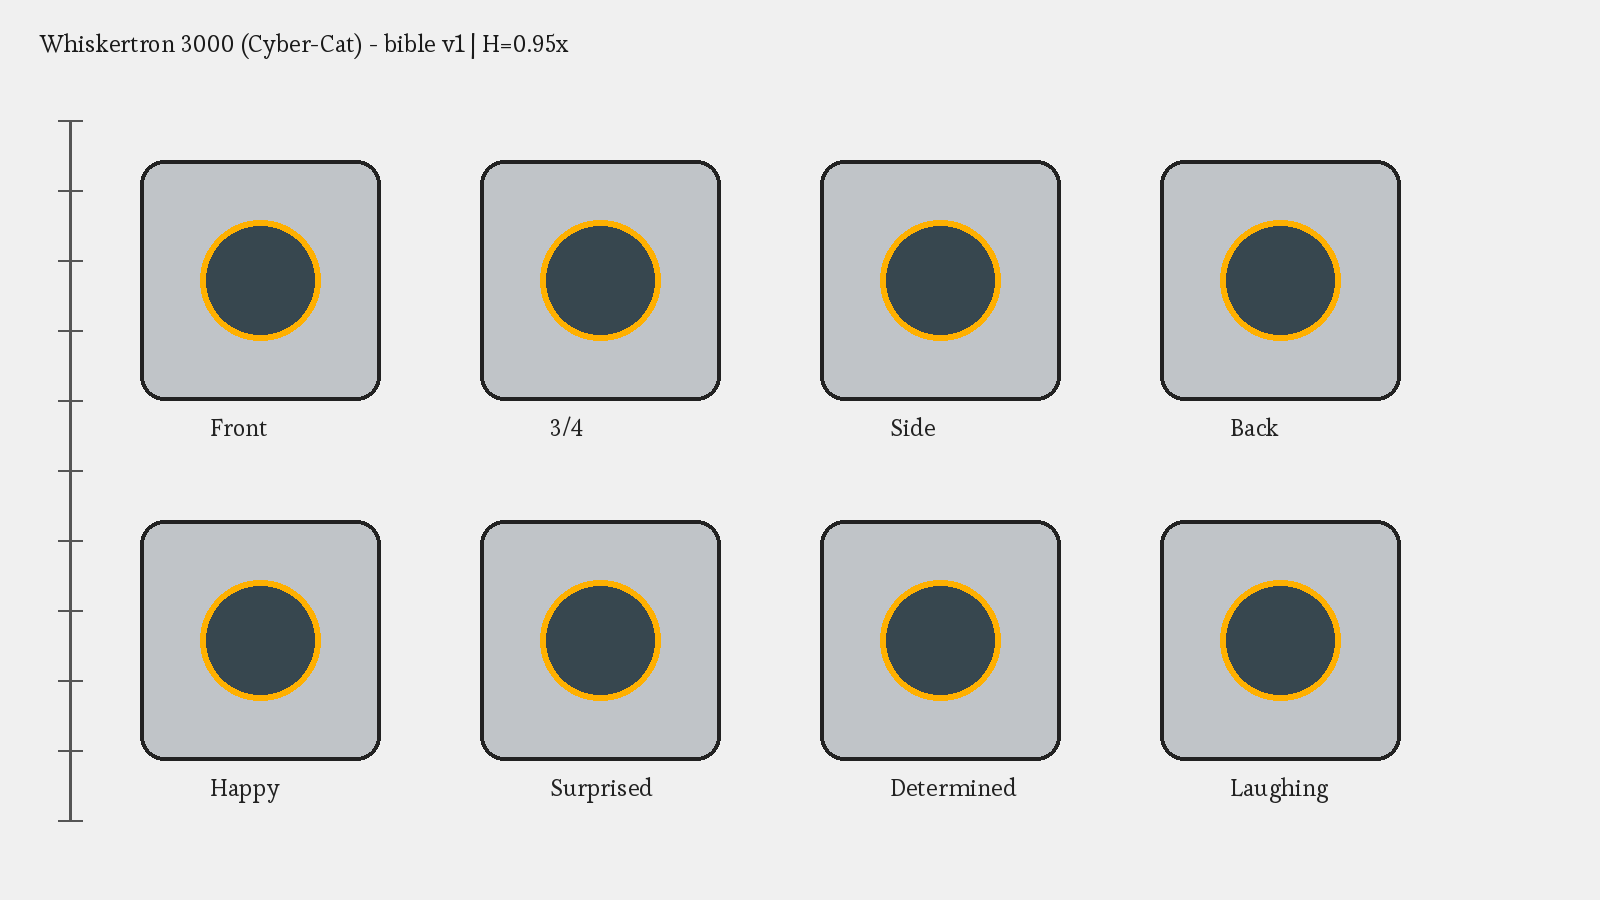 Whiskertron 3000 (Cyber-Cat) - bible v1 | H=0.95x
Front
3/4
Side
Back
Happy
Surprised
Determined
Laughing